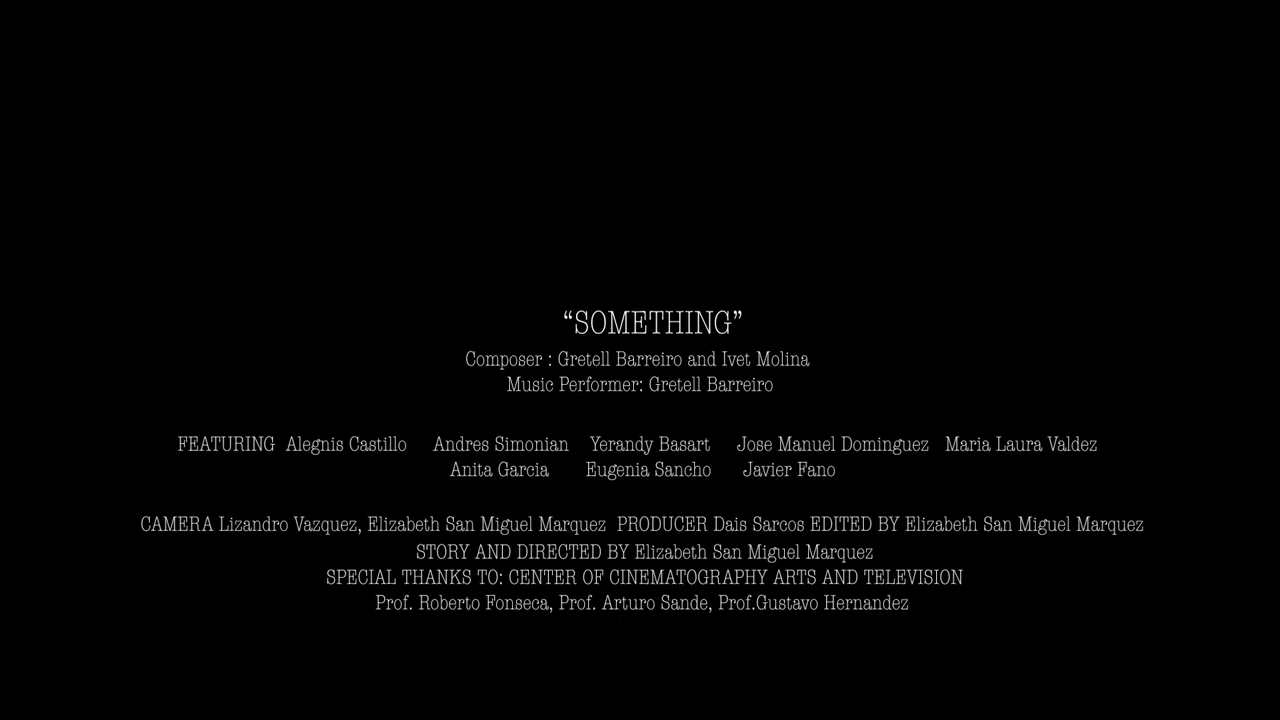 “SOMETHING”
Composer : Gretell Barreiro and Ivet Molina
Music Performer: Gretell Barreiro
FEATURING Alegnis Castillo Andres Simonian Yerandy Basart Jose Manuel Dominguez Maria Laura Valdez
Anita Garcia Eugenia Sancho Javier Fano
CAMERA Lizandro Vazquez, Elizabeth San Miguel Marquez PRODUCER Dais Sarcos EDITED BY Elizabeth San Miguel Marquez
STORY AND DIRECTED BY Elizabeth San Miguel Marquez
SPECIAL THANKS TO: CENTER OF CINEMATOGRAPHY ARTS AND TELEVISION
Prof. Roberto Fonseca, Prof. Arturo Sande, Prof.Gustavo Hernandez